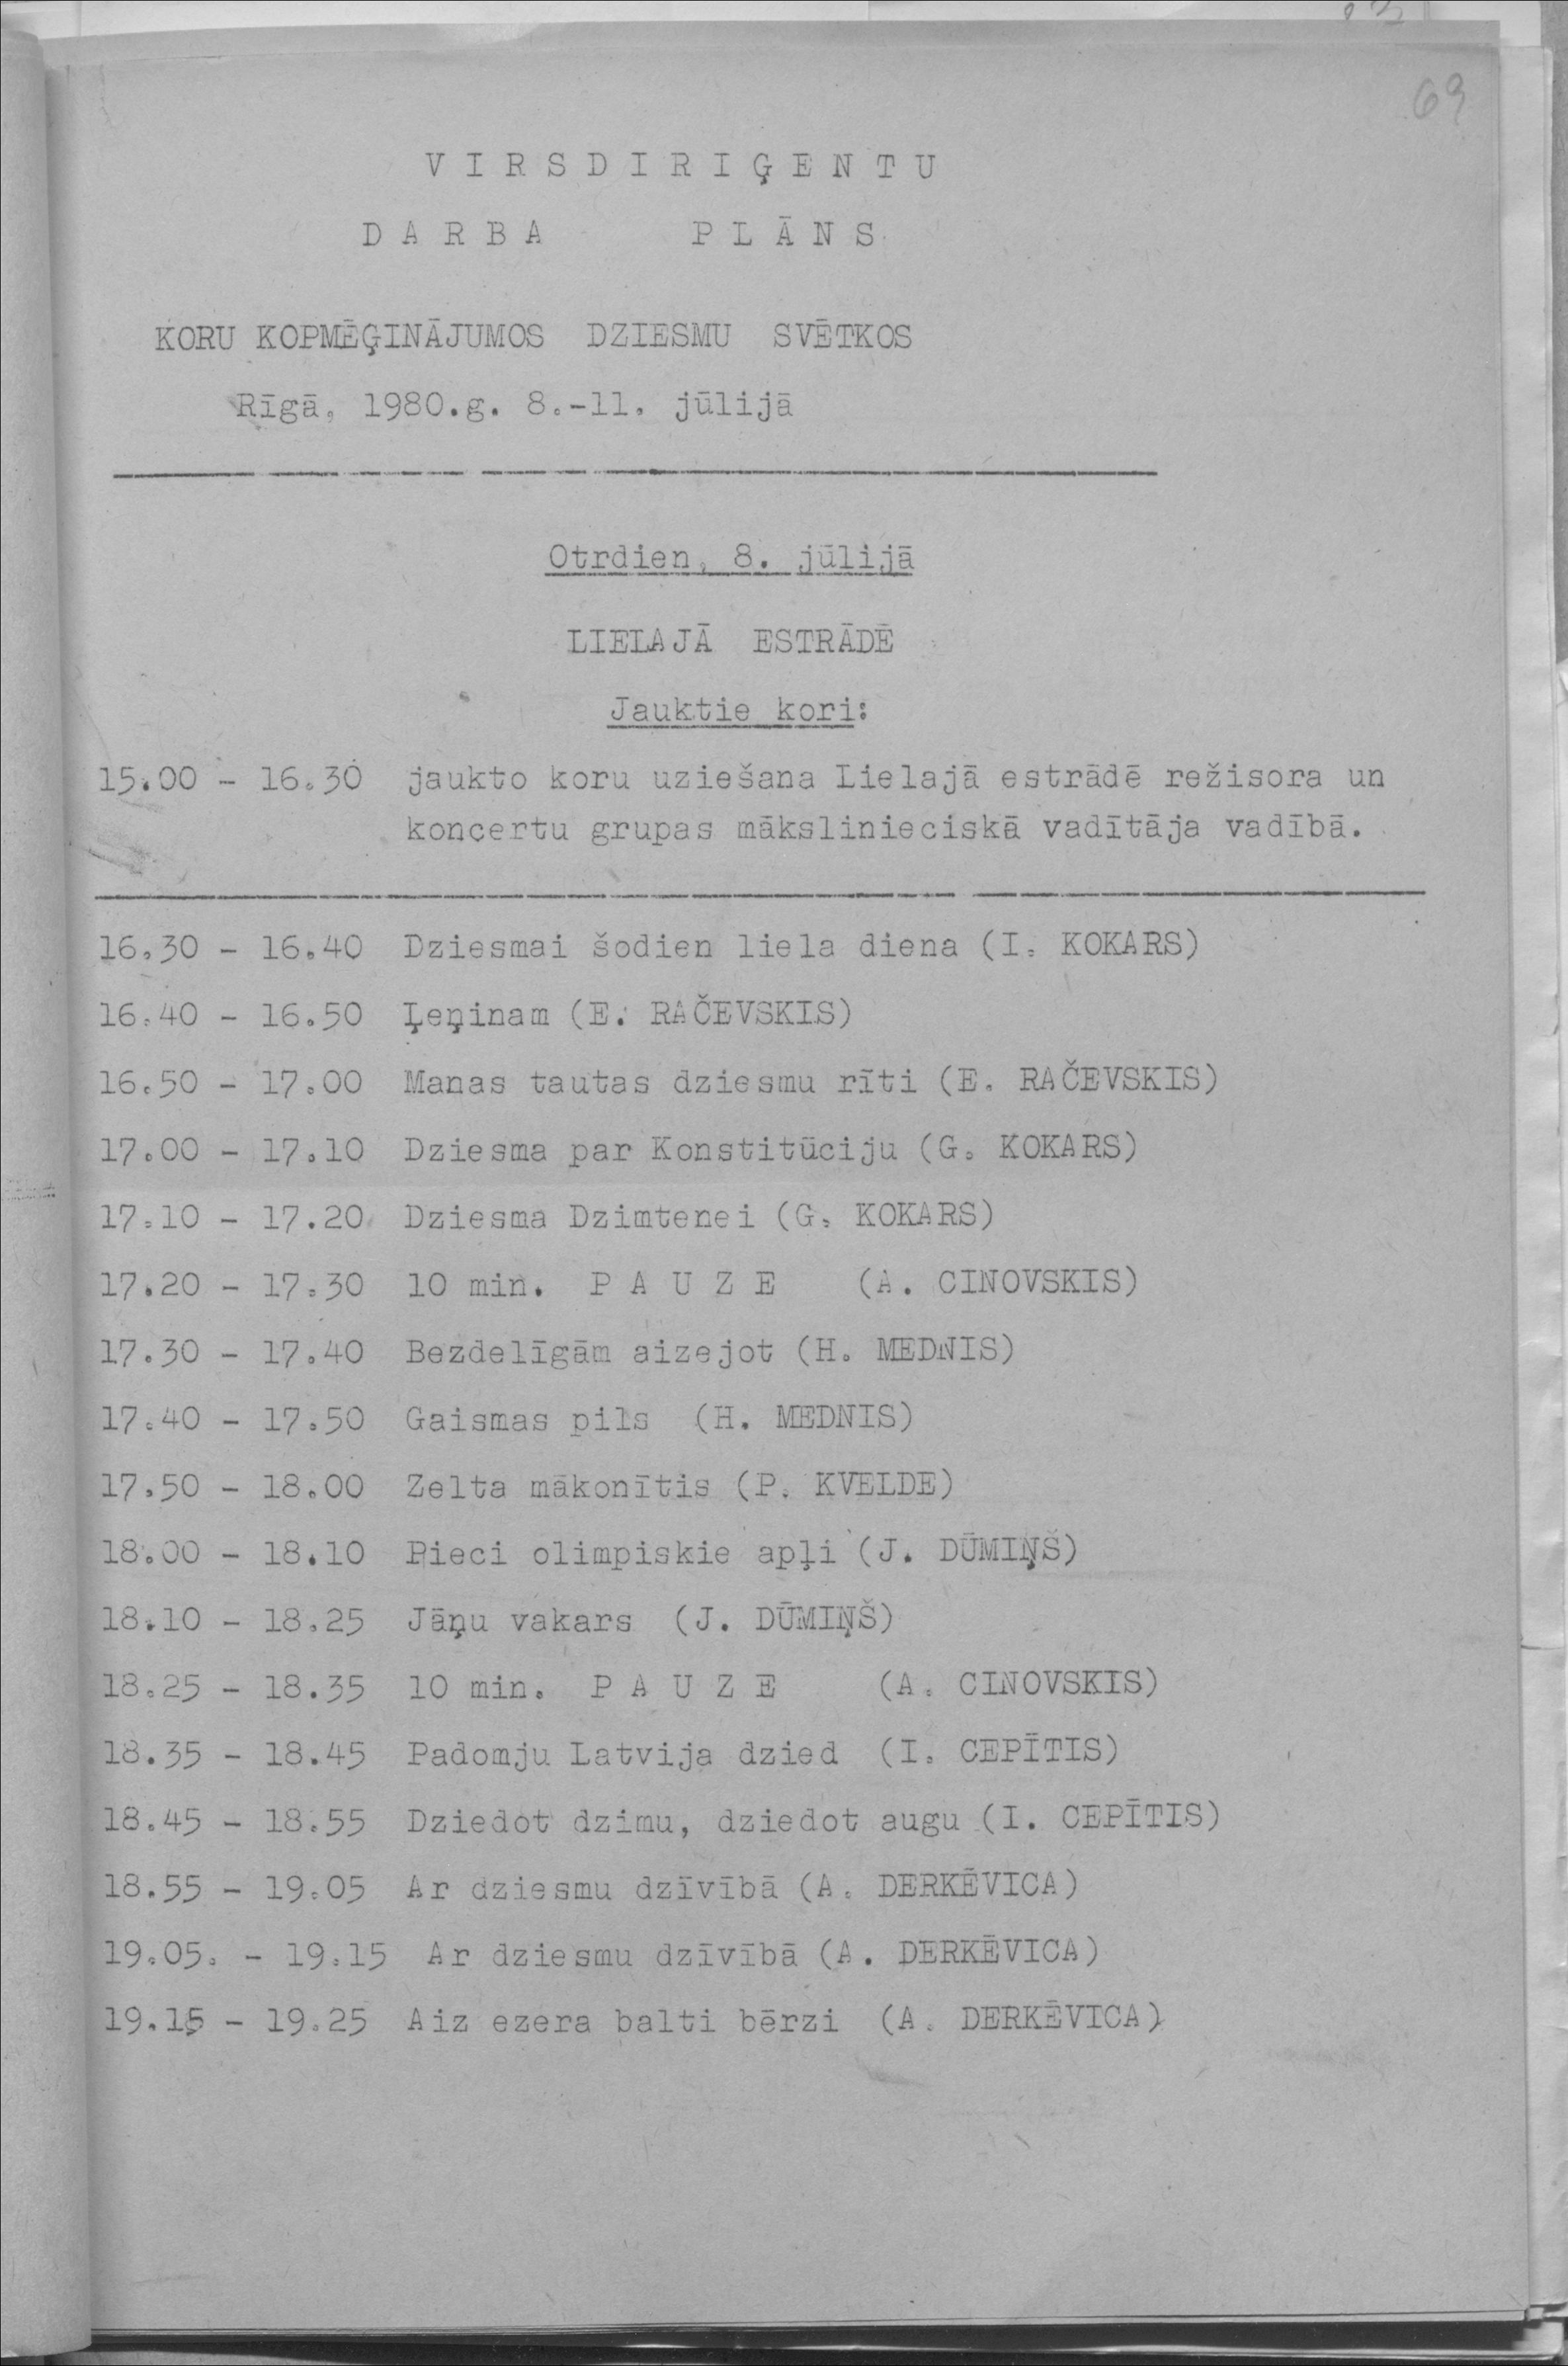 69
V I R S D I R I Ģ E N T U
D A R B A P L Ā N S
KORU KOPMĒĢINĀJUMOS DZIESMU SVĒTKOS
Rīgā, 1980.g. 8.-11. jūlijā
Otrdien, 8. jūlijā
LIELAJĀ ESTRĀDĒ
Jauktie kori:
15.00 - 16.30 jaukto koru uziešana Lielajā estrādē režisora un
koncertu grupas mākslinieciskā vadītāja vadībā.
16.30 - 16.40 Dziesmai šodien liela diena (I. KOKARS)
16.40 - 16.50 Ļeņinam (E. RAČEVSKIS)
16.50 - 17.00 Manas tautas dziesmu rīti (E. RAČEVSKIS)
17.00 - 17.10 Dziesma par Konstitūciju (G. KOKARS)
17.10 - 17.20 Dziesma Dzimtenei (G. KOKARS)
17.20 - 17.30 10 min. P A U Z E (A. CINOVSKIS)
17.30 - 17.40 Bezdelīgām aizejot (H. MEDNIS)
17.40 - 17.50 Gaismas pils (H. MEDNIS)
17.50 - 18.00 Zelta mākonītis (P. KVELDE)
18.00 - 18.10 Pieci olimpiskie apļi (J. DŪMIŅŠ)
18.10 - 18.25 Jāņu vakars (J. DŪMIŅŠ)
18.25 - 18.35 10 min. P A U Z E (A. CINOVSKIS)
18.35 - 18.45 Padomju Latvija dzied (I. CEPĪTIS)
18.45 - 18.55 Dziedot dzimu, dziedot augu (I. CEPĪTIS)
18.55 - 19.05 Ar dziesmu dzīvībā (A. DERKĒVICA)
19.05. - 19.15 Ar dziesmu dzīvībā (A. DERKĒVICA)
19.15 - 19.25 Aiz ezera balti bērzi (A. DERKĒVICA)